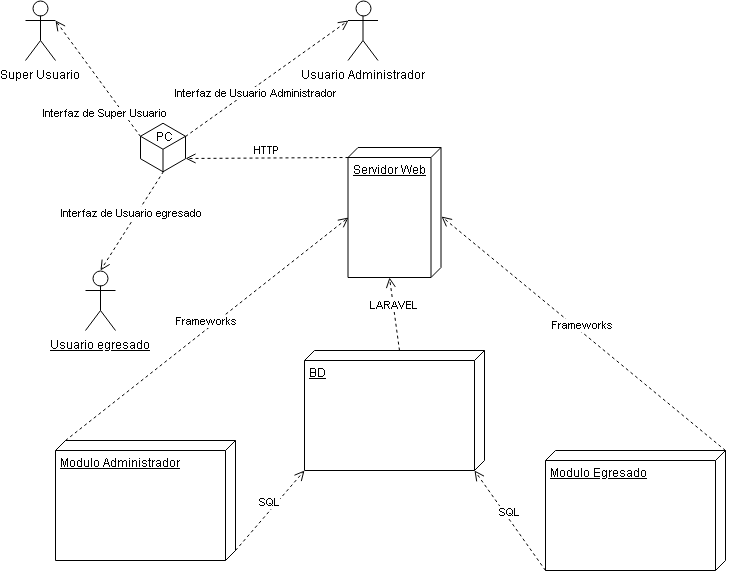 Super Usuario
Usuario Administrador
Interfaz de Usuario Administrador
Interfaz de Super Usuario
PC
HTTP
Servidor Web
Interfaz de Usuario egresado
LARAVEL
Frameworks
Frameworks
Usuario egresado
BD
Modulo Administrador
Modulo Egresado
SQL
SQL